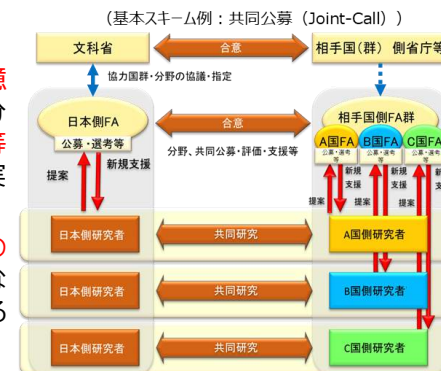 （基本スキーム例：共同公募（Joint-Call））
文科省
合意
相手国（群）側省庁等
協力国群・分野の協議・指定
億
分
等
実
の
な
る
日本側FA
公募・選考等
合意
分野、共同公募・評価・支援等
相手国側FA群
A国FA
公募・選考
等
B国FA
公募・選考
等
C国FA
公募・選考
等
提案
新規支援
提案
新規
支援
提案
新規
支援
提案
新
支
日本側研究者
共同研究
A国側研究者
日本側研究者
共同研究
B国側研究者
日本側研究者
共同研究
C国側研究者